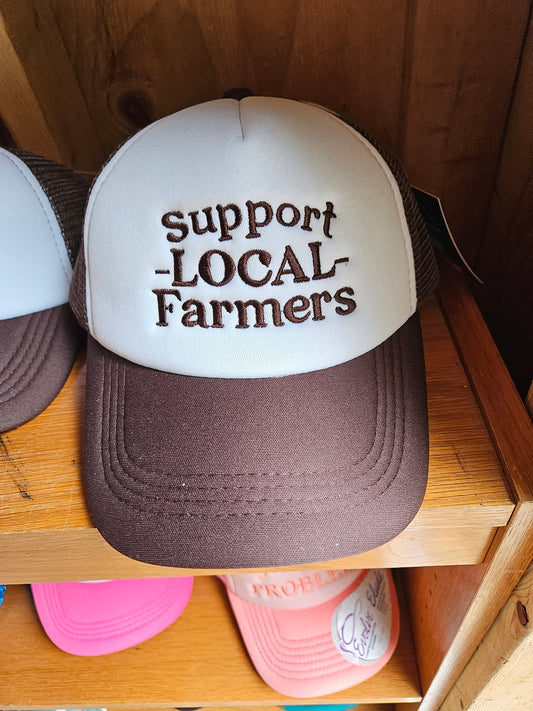 Support
-LOCAL-
Farmers
PROBLE